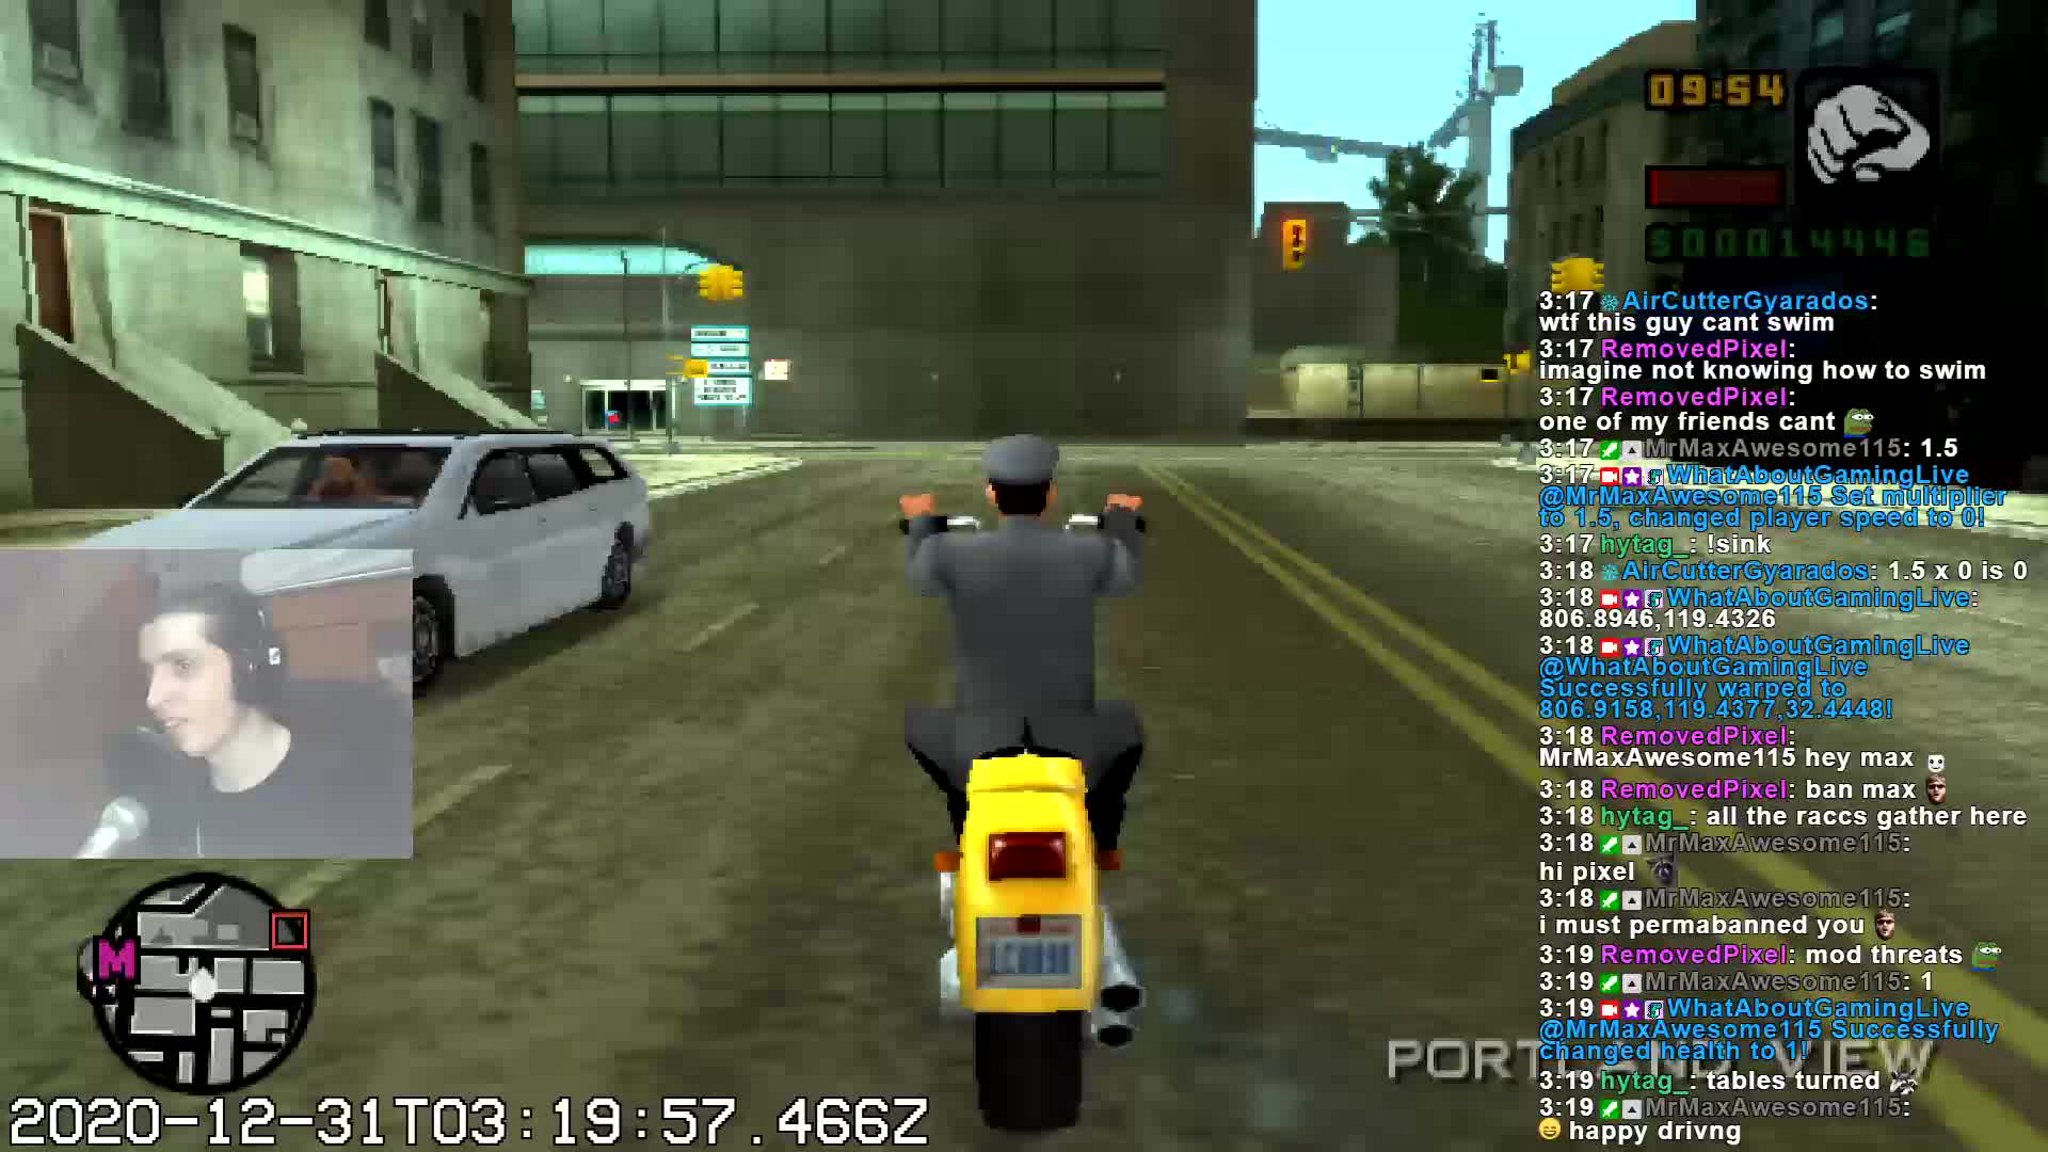 09:54
$00014446
3:17 AirCutterGyarados:
wtf this guy cant swim
3:17 RemovedPixel:
imagine not knowing how to swim
3:17 RemovedPixel:
one of my friends cant
3:17 MrMaxAwesome115: 1.5
3:17 WhatAboutGamingLive
@MrMaxAwesome115 Set multiplier
to 1.5, changed player speed to 0!
3:17 hytag_: !sink
3:18 AirCutterGyarados: 1.5 x 0 is 0
3:18 WhatAboutGamingLive:
806.8946,119.4326
3:18 WhatAboutGamingLive
@WhatAboutGamingLive
Successfully warped to
806.9158,119.4377,32.4448!
3:18 RemovedPixel:
MrMaxAwesome115 hey max
3:18 RemovedPixel: ban max
3:18 hytag_: all the raccs gather here
3:18 MrMaxAwesome115:
hi pixel
3:18 MrMaxAwesome115:
i must permabanned you
3:19 RemovedPixel: mod threats
3:19 MrMaxAwesome115: 1
3:19 WhatAboutGamingLive
@MrMaxAwesome115 Successfully
changed health to 1!
3:19 hytag_: tables turned
3:19 MrMaxAwesome115:
happy drivng
PORTLAND VIEW
M
2020-12-31T03:19:57.466Z